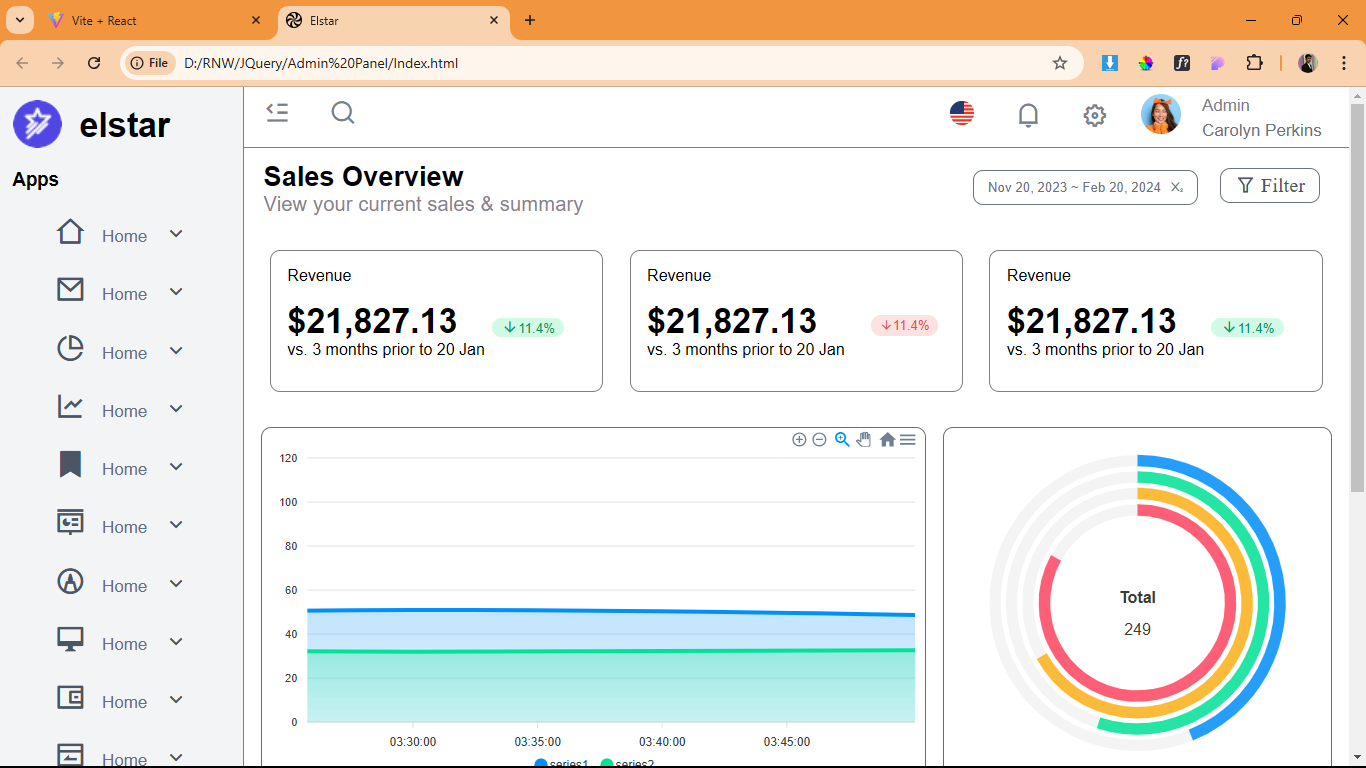 Vite + React
Elstar
File
D:/RNW/JQuery/Admin%20Panel/Index.html
elstar
Apps
Home
Home
Home
Home
Home
Home
Home
Home
Home
Home
Admin
Carolyn Perkins
Sales Overview
View your current sales & summary
Nov 20, 2023 ~ Feb 20, 2024 X₄
Filter
Revenue
$21,827.13
11.4%
vs. 3 months prior to 20 Jan
Revenue
$21,827.13
11.4%
vs. 3 months prior to 20 Jan
Revenue
$21,827.13
11.4%
vs. 3 months prior to 20 Jan
120
100
80
60
40
20
0
03:30:00 03:35:00 03:40:00 03:45:00
series1 series2
Total
249